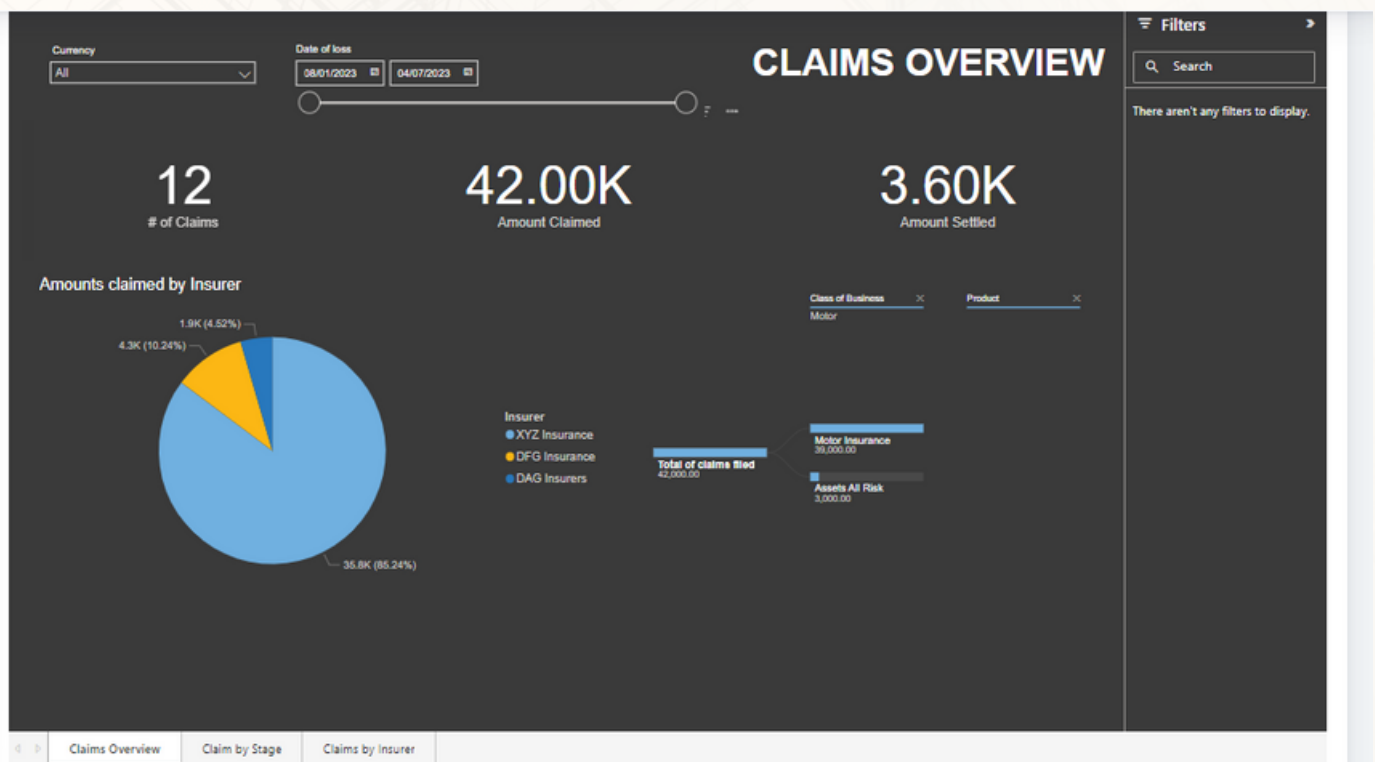 Filters
Currency
All
Date of loss
08/01/2023
04/07/2023
CLAIMS OVERVIEW
Search
There aren't any filters to display.
12
# of Claims
42.00K
Amount Claimed
3.60K
Amount Settled
Amounts claimed by Insurer
1.9K (4.52%)
4.3K (10.24%)
35.8K (85.24%)
Insurer
XYZ Insurance
DFG Insurance
DAG Insurers
Class of Business
Motor
Product
Total of claims filed
42,000.00
Motor Insurance
39,000.00
Assets All Risk
3,000.00
Claims Overview
Claim by Stage
Claims by Insurer